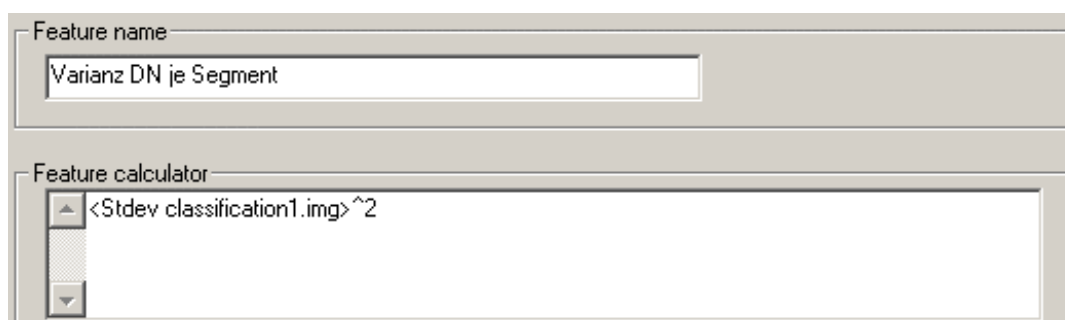 Feature name
Varianz DN je Segment
Feature calculator
<Stdev classification1.img>^2